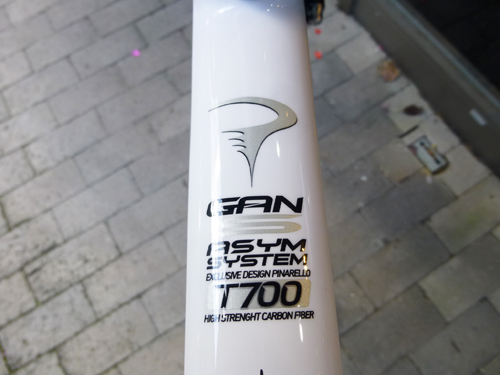 GAN
S
ASYM
SYSTEM
EXCLUSIVE DESIGN PINARELLO
T700
HIGH STRENGHT CARBON FIBER